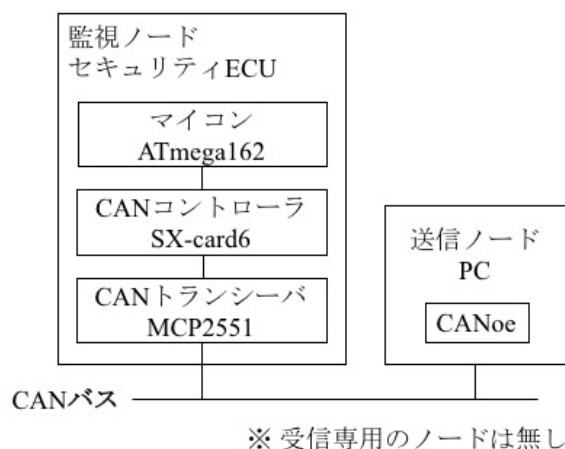 監視ノード
セキュリティECU
マイコン
ATmega162
CANコントローラ
SX-card6
CANトランシーバ
MCP2551
送信ノード
PC
CANoe
CANバス
※ 受信専用のノードは無し